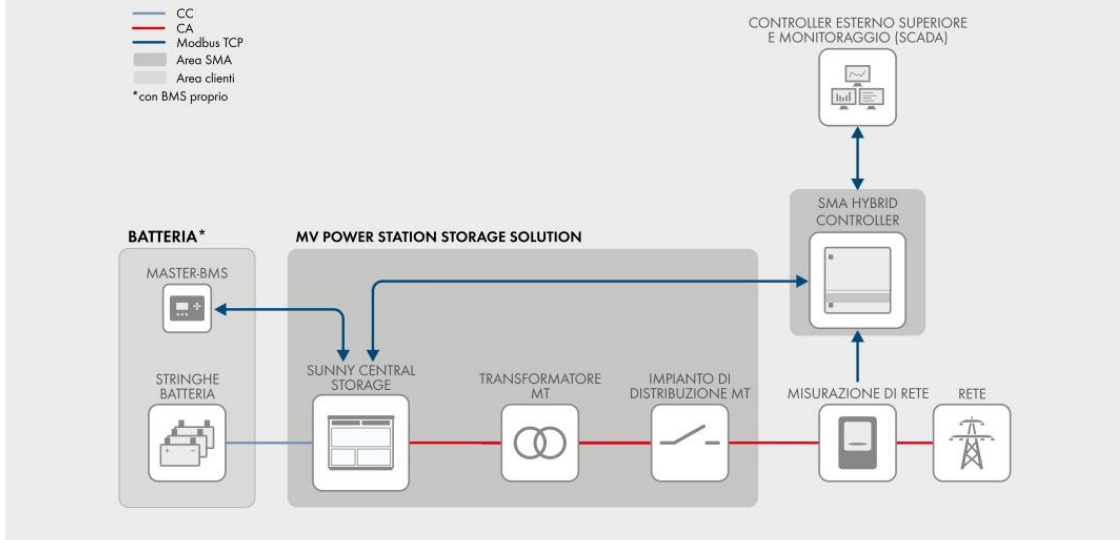 CC
CA
Modbus TCP
Area SMA
Area clienti
*con BMS proprio
CONTROLLER ESTERNO SUPERIORE
E MONITORAGGIO (SCADA)
SMA HYBRID
CONTROLLER
BATTERIA*
MV POWER STATION STORAGE SOLUTION
MASTER-BMS
STRINGHE
BATTERIA
SUNNY CENTRAL
STORAGE
TRANSFORMATORE
MT
IMPIANTO DI
DISTRIBUZIONE MT
MISURAZIONE DI RETE
RETE